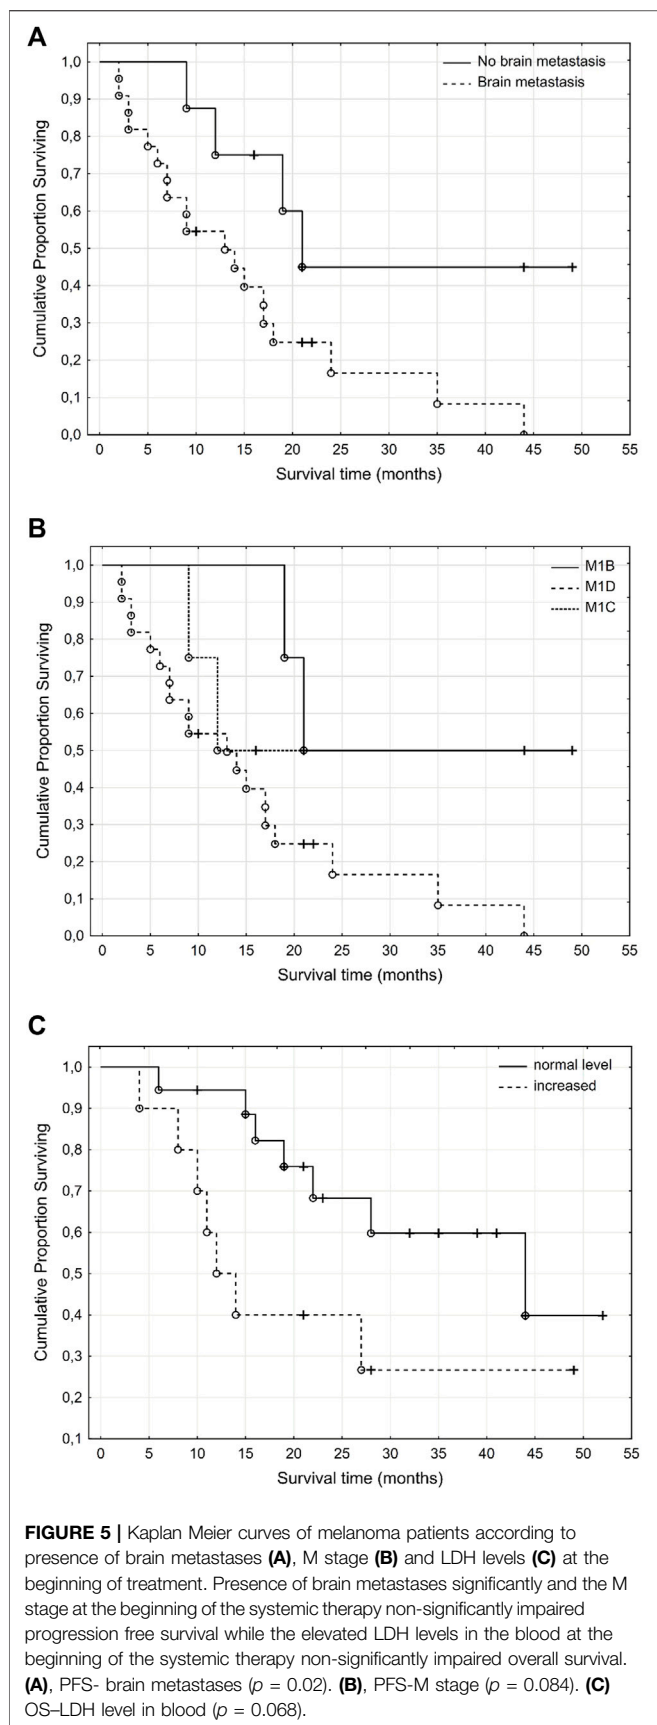 A
No brain metastasis
Brain metastasis
1,0
0,9
0,8
0,7
0,6
0,5
0,4
0,3
0,2
0,1
0,0
Cumulative Proportion Surviving
0 5 10 15 20 25 30 35 40 45 50 55
Survival time (months)
B
M1B
M1D
M1C
1,0
0,9
0,8
0,7
0,6
0,5
0,4
0,3
0,2
0,1
0,0
Cumulative Proportion Surviving
0 5 10 15 20 25 30 35 40 45 50 55
Survival time (months)
C
normal level
increased
1,0
0,9
0,8
0,7
0,6
0,5
0,4
0,3
0,2
0,1
Cumulative Proportion Surviving
0 5 10 15 20 25 30 35 40 45 50 55
Survival time (months)
FIGURE 5 | Kaplan Meier curves of melanoma patients according to
presence of brain metastases (A), M stage (B) and LDH levels (C) at the
beginning of treatment. Presence of brain metastases significantly and the M
stage at the beginning of the systemic therapy non-significantly impaired
progression free survival while the elevated LDH levels in the blood at the
beginning of the systemic therapy non-significantly impaired overall survival.
(A), PFS- brain metastases (p = 0.02). (B), PFS-M stage (p = 0.084). (C)
OS–LDH level in blood (p = 0.068).